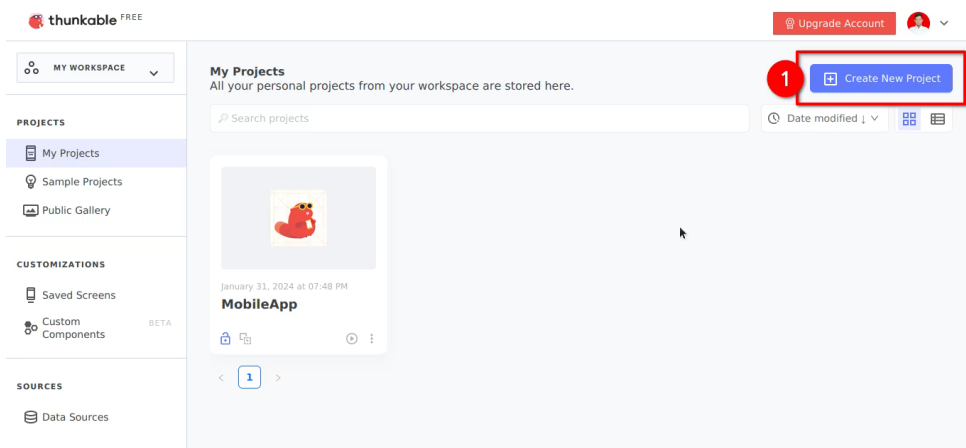 thunkable FREE
Upgrade Account
MY WORKSPACE
My Projects
All your personal projects from your workspace are stored here.
1
Create New Project
Search projects
Date modified ↓
PROJECTS
My Projects
Sample Projects
Public Gallery
CUSTOMIZATIONS
Saved Screens
Custom
Components
BETA
SOURCES
Data Sources
January 31, 2024 at 07:48 PM
MobileApp
< 1 >